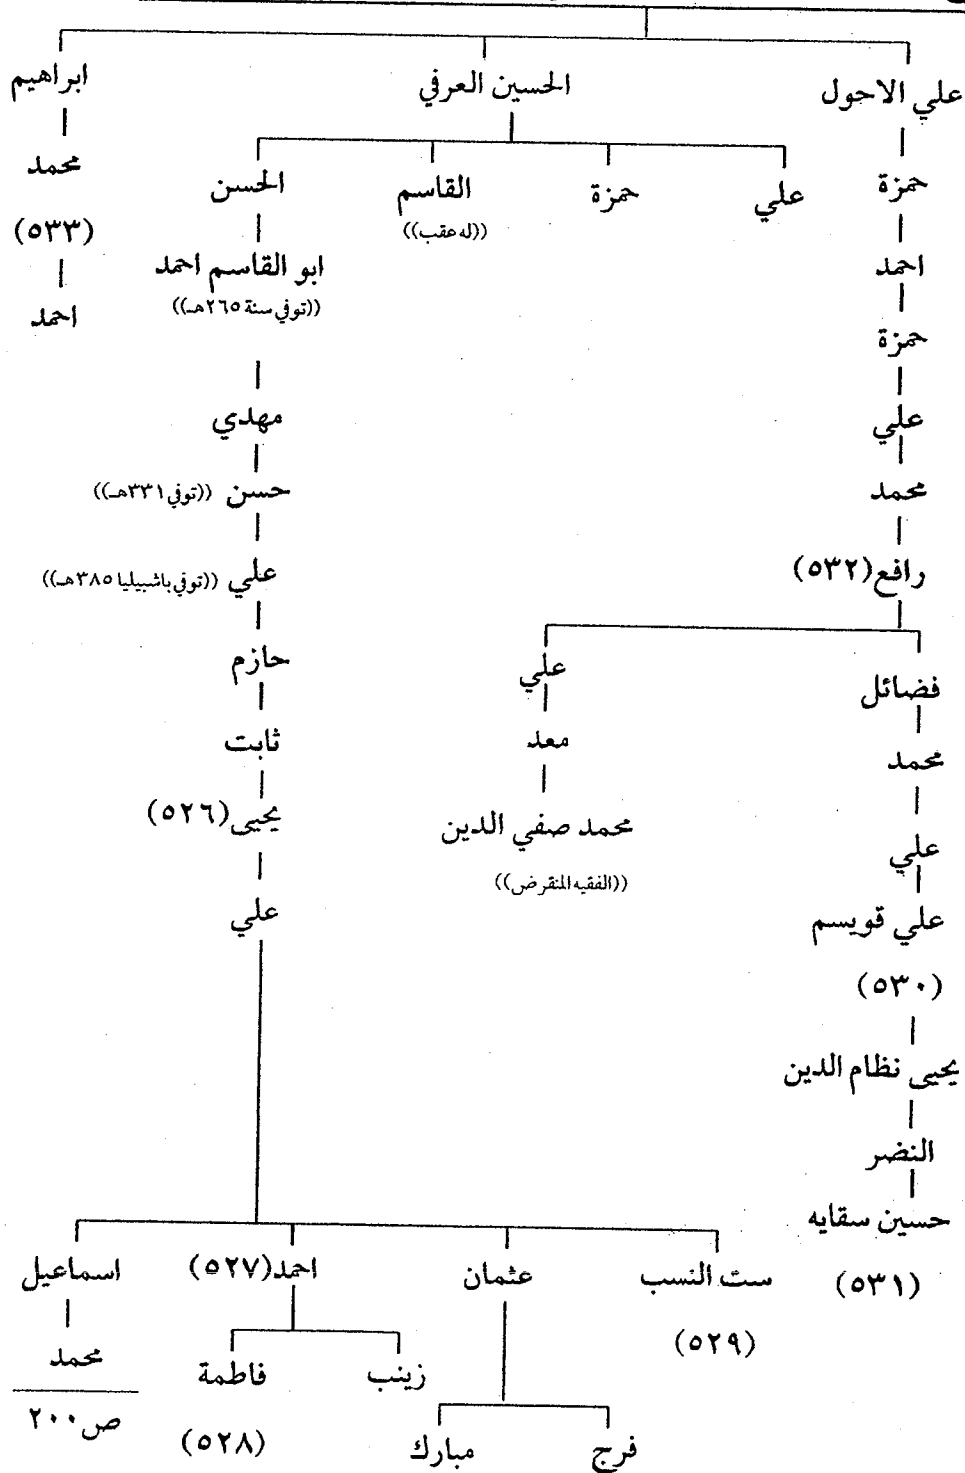 علي الاحول
الحسين العرفي
ابراهيم
حمزة
علي
حمزة
القاسم
((له عقب))
الحسن
محمد
(٥٣٣)
احمد
احمد
ابو القاسم احمد
((توفي سنة ٢٦٥هـ))
حمزة
علي
مهدي
محمد
حسن ((توفي ٣٣١هـ))
رافع (٥٣٢)
علي ((توفي باشبيليا ٣٨٥هـ))
فضائل
علي
حازم
محمد
معد
ثابت
علي
محمد صفي الدين
((الفقيه المنقرض))
يحيى (٥٢٦)
علي قويسم
(٥٣٠)
علي
يحيى نظام الدين
النضر
حسين سقايه
(٥٣١)
ست النسب
(٥٢٩)
عثمان
احمد (٥٢٧)
اسماعيل
زينب
فاطمة
(٥٢٨)
محمد
ص ٢٠٠
فرج
مبارك